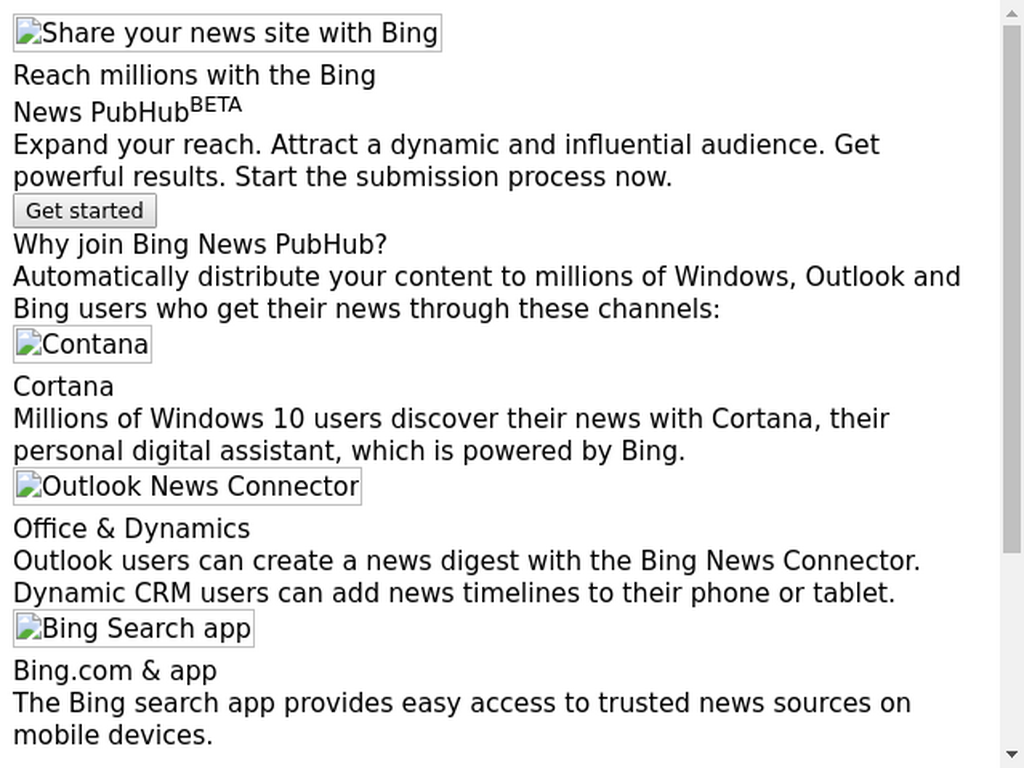 Share your news site with Bing
Reach millions with the Bing
News PubHubBETA
Expand your reach. Attract a dynamic and influential audience. Get
powerful results. Start the submission process now.
Get started
Why join Bing News PubHub?
Automatically distribute your content to millions of Windows, Outlook and
Bing users who get their news through these channels:
Contana
Cortana
Millions of Windows 10 users discover their news with Cortana, their
personal digital assistant, which is powered by Bing.
Outlook News Connector
Office & Dynamics
Outlook users can create a news digest with the Bing News Connector.
Dynamic CRM users can add news timelines to their phone or tablet.
Bing Search app
Bing.com & app
The Bing search app provides easy access to trusted news sources on
mobile devices.